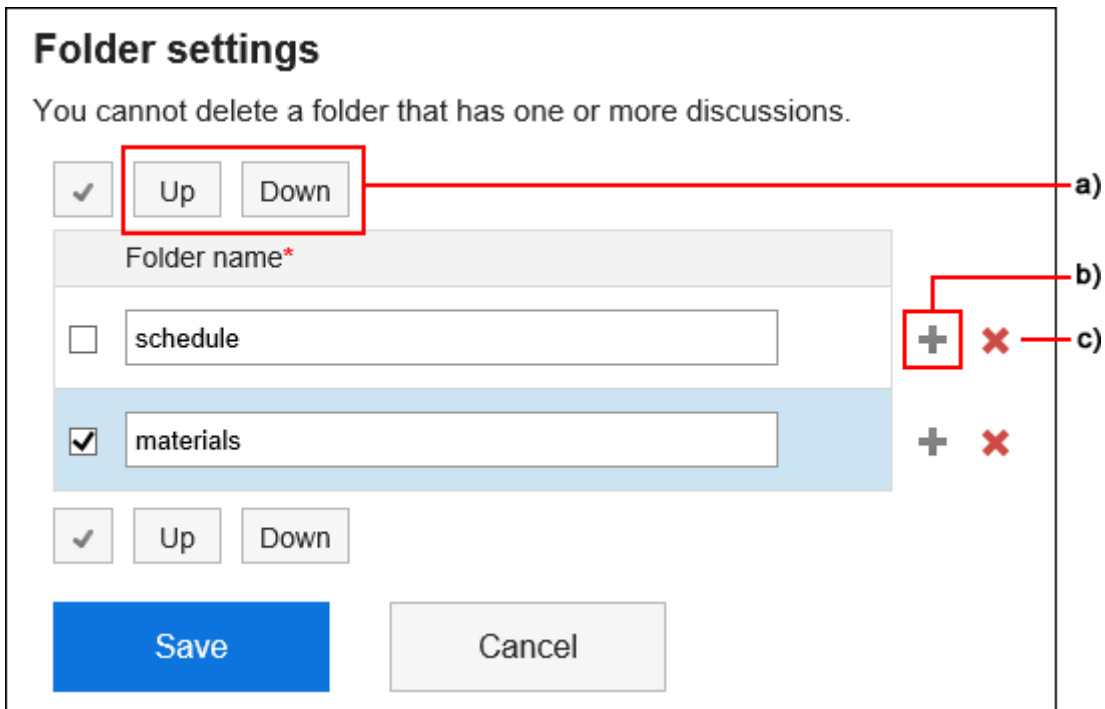 Folder settings
You cannot delete a folder that has one or more discussions.
Up Down a)
Folder name*
b)
schedule c)
materials
Up Down
Save Cancel